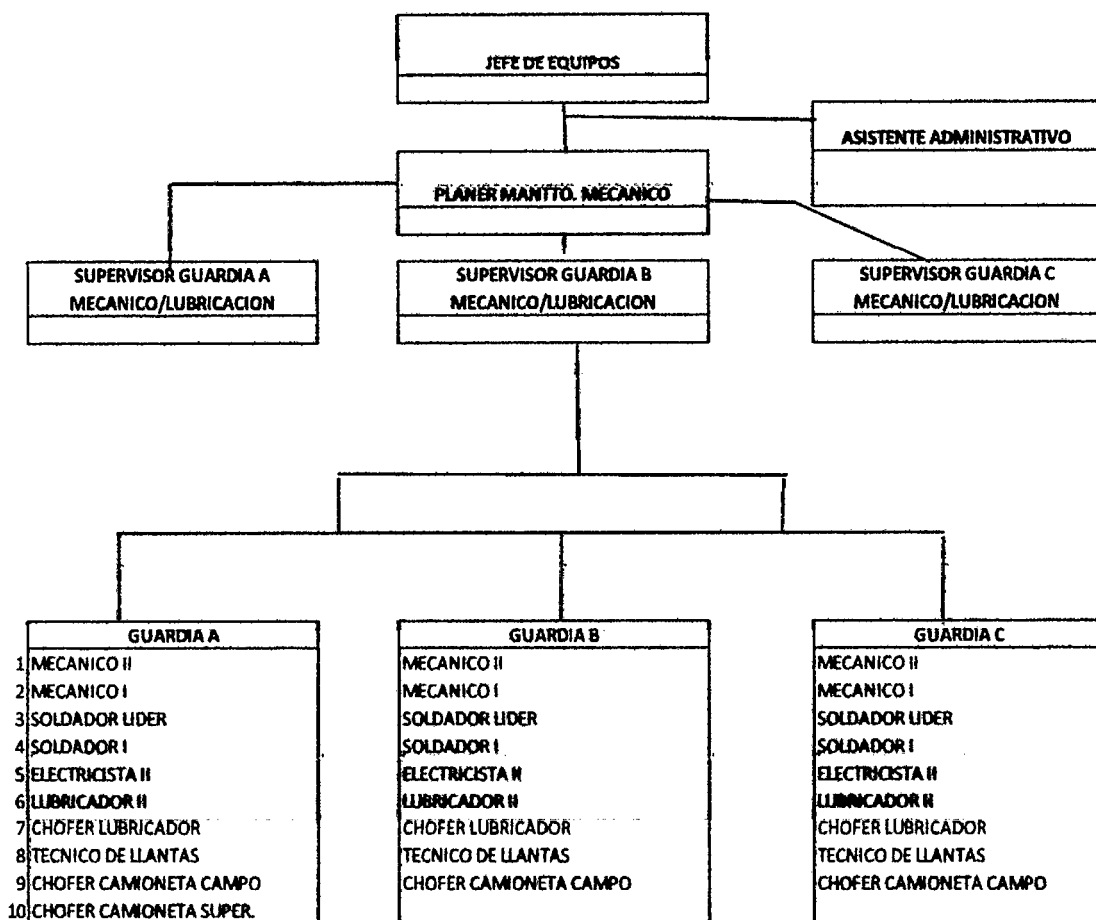 JEFE DE EQUIPOS
ASISTENTE ADMINISTRATIVO
PLANER MANTTO. MECANICO
SUPERVISOR GUARDIA A
MECANICO/LUBRICACION
SUPERVISOR GUARDIA B
MECANICO/LUBRICACION
SUPERVISOR GUARDIA C
MECANICO/LUBRICACION
GUARDIA A
1 MECANICO II
2 MECANICO I
3 SOLDADOR LIDER
4 SOLDADOR I
5 ELECTRICISTA II
6 LUBRICADOR II
7 CHOFER LUBRICADOR
8 TECNICO DE LLANTAS
9 CHOFER CAMIONETA CAMPO
10 CHOFER CAMIONETA SUPER.
GUARDIA B
MECANICO II
MECANICO I
SOLDADOR LIDER
SOLDADOR I
ELECTRICISTA II
LUBRICADOR II
CHOFER LUBRICADOR
TECNICO DE LLANTAS
CHOFER CAMIONETA CAMPO
GUARDIA C
MECANICO II
MECANICO I
SOLDADOR LIDER
SOLDADOR I
ELECTRICISTA II
LUBRICADOR II
CHOFER LUBRICADOR
TECNICO DE LLANTAS
CHOFER CAMIONETA CAMPO